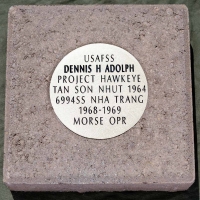 USAFSS
DENNIS H ADOLPH
PROJECT HAWKEYE
TAN SON NHUT 1964
6994SS NHA TRANG
1968-1969
MORSE OPR